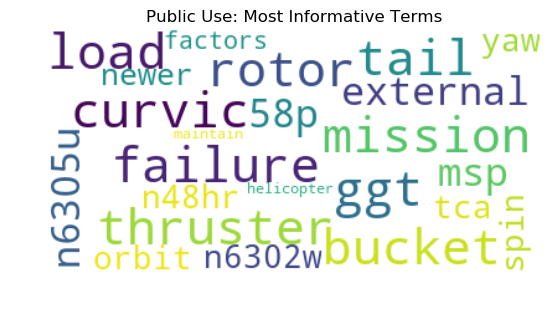 Public Use: Most Informative Terms
load
factors
newer
rotor
tail
yaw
external
curvic
58p
mission
maintain
failure
n6305u
n48hr
helicopter
ggt
msp
tca
thruster
orbit
n6302w
bucket
spin